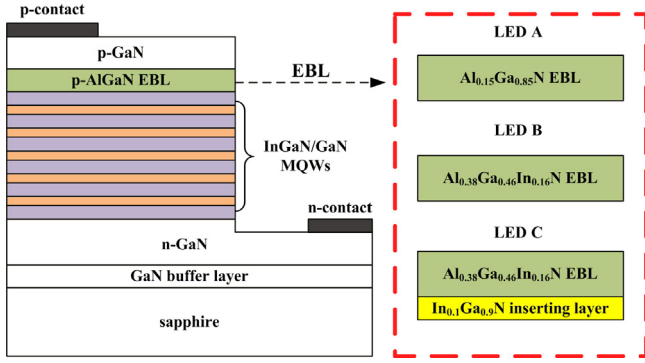 p-contact
p-GaN
p-AlGaN EBL
EBL
InGaN/GaN
MQWs
n-contact
n-GaN
GaN buffer layer
sapphire
LED A
Al0.15Ga0.85N EBL
LED B
Al0.38Ga0.46In0.16N EBL
LED C
Al0.38Ga0.46In0.16N EBL
In0.1Ga0.9N inserting layer